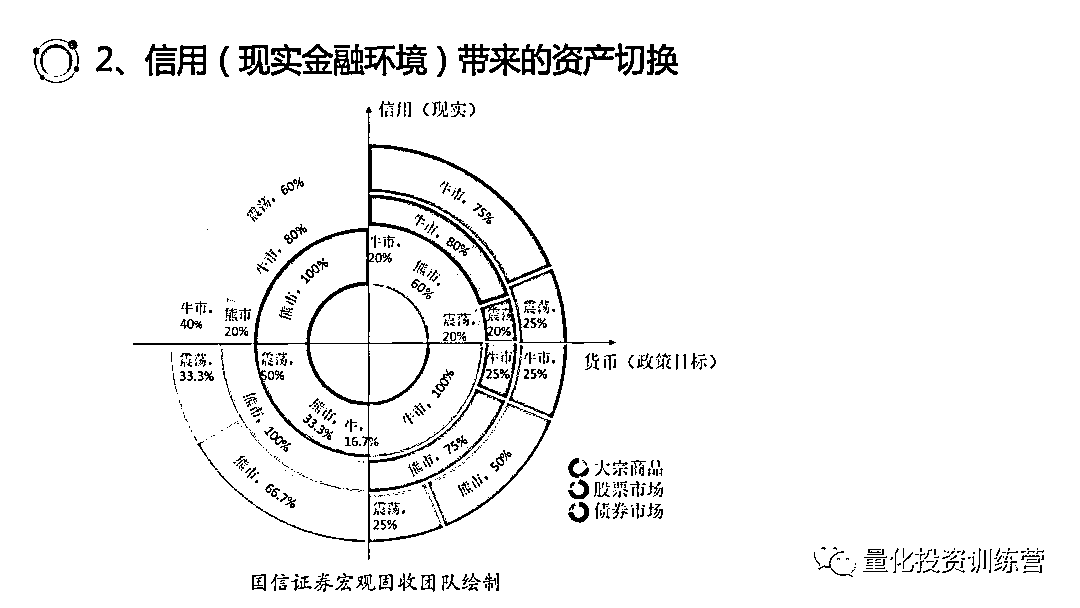 2、信用（现实金融环境）带来的资产切换
信用（现实）
震荡，60%
牛市，75%
牛市，80%
牛市，80%
熊市，100%
牛市，
20%
熊市，
60%
牛市，
40%
熊市
20%
震荡，
20%
震荡
20%
震荡，
25%
货币（政策目标）
震荡，
33.3%
震荡，
50%
牛市
25%
牛市，
25%
熊市，100%
熊市，
33.3%
牛，
16.7%
牛市，100%
熊市，66.7%
熊市，75%
熊市，50%
震荡，
25%
大宗商品
股票市场
债券市场
国信证券宏观固收团队绘制
量化投资训练营